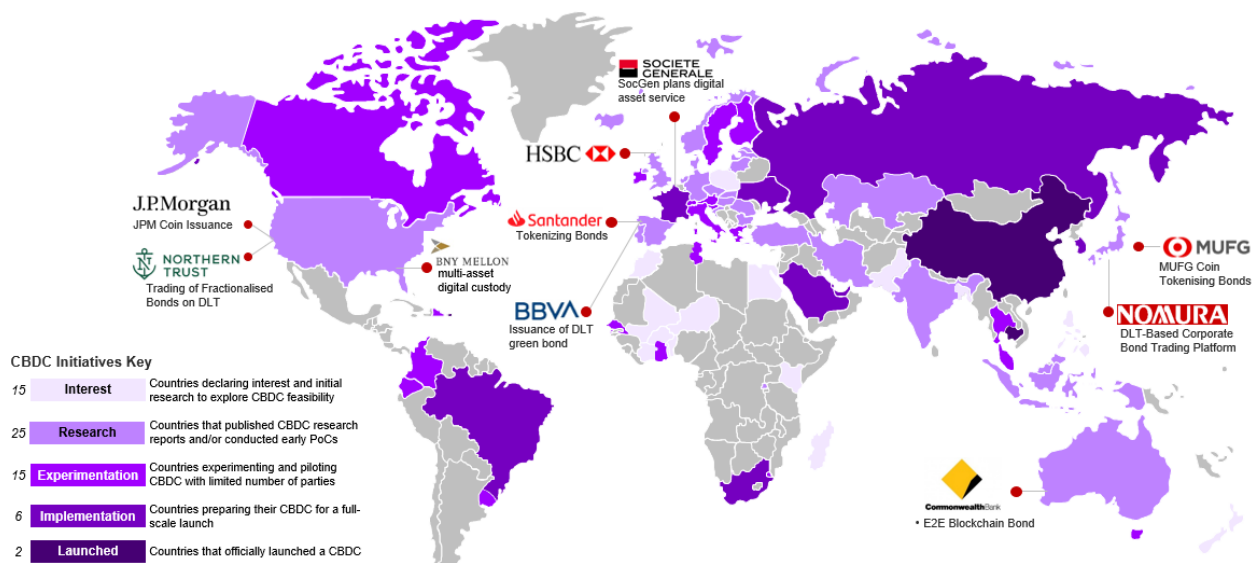 SOCIETE
GENERALE
SocGen plans digital
asset service
HSBC
J.P.Morgan
JPM Coin Issuance
NORTHERN
TRUST
Trading of Fractionalised
Bonds on DLT
BNY MELLON
multi-asset
digital custody
Santander
Tokenizing Bonds
BBVA
Issuance of DLT
green bond
MUFG
MUFG Coin
Tokenising Bonds
NOMURA
DLT-Based Corporate
Bond Trading Platform
CommonwealthBank
• E2E Blockchain Bond
CBDC Initiatives Key
15 Interest Countries declaring interest and initial
research to explore CBDC feasibility
25 Research Countries that published CBDC research
reports and/or conducted early PoCs
15 Experimentation Countries experimenting and piloting
CBDC with limited number of parties
6 Implementation Countries preparing their CBDC for a full-
scale launch
2 Launched Countries that officially launched a CBDC